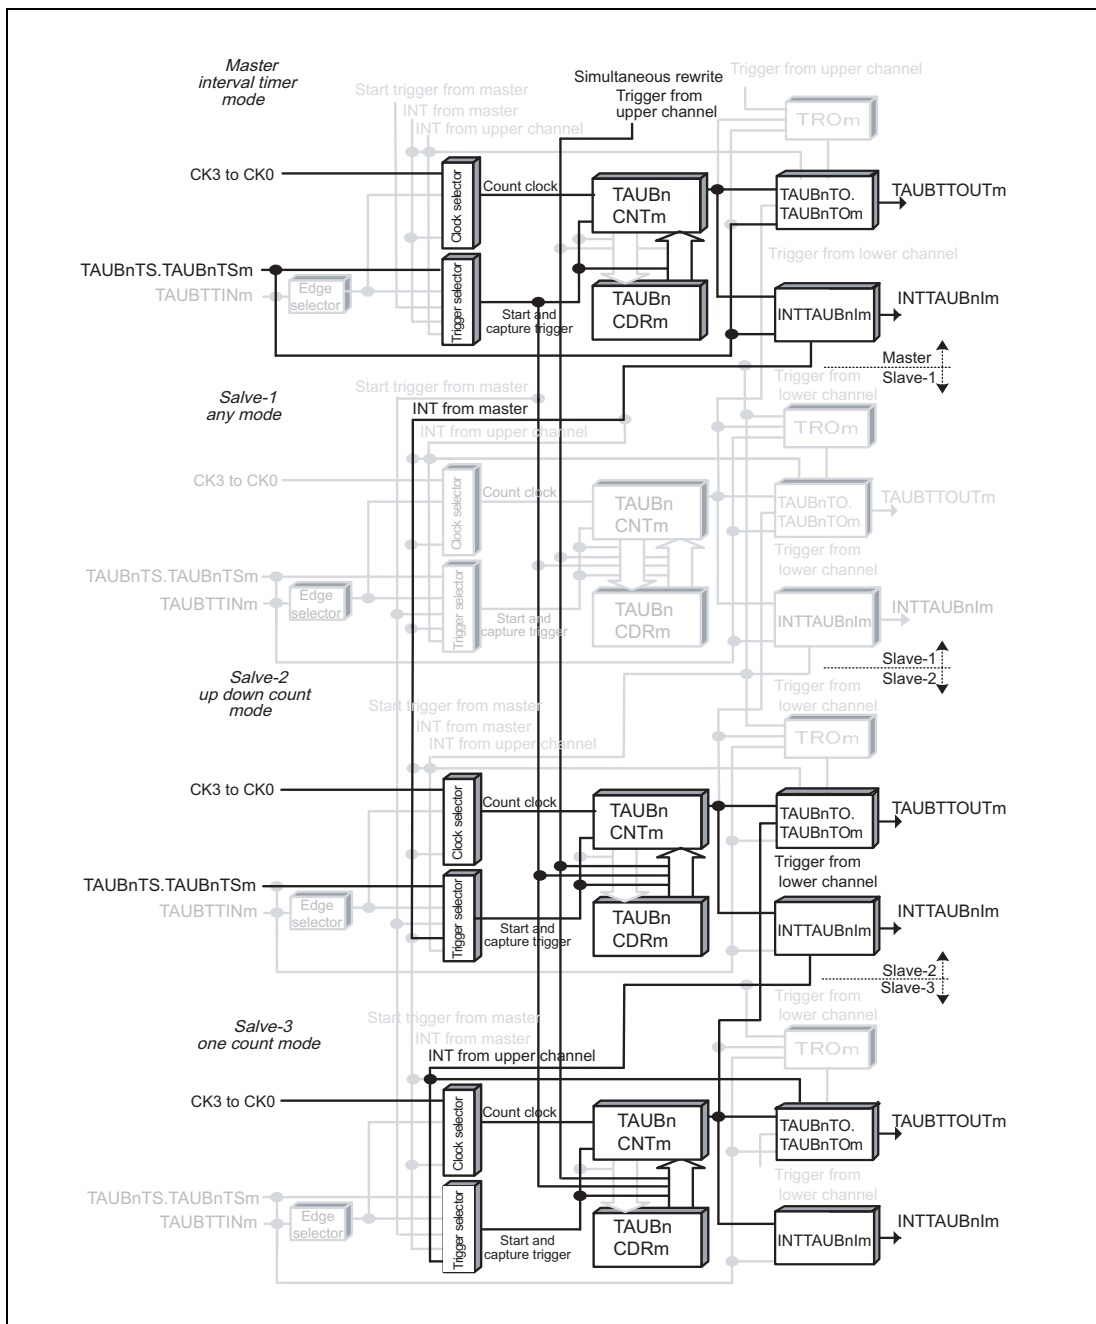 Master
interval timer
mode
Start trigger from master
INT from master
INT from upper channel
Simultaneous rewrite
Trigger from
upper channel
Trigger from upper channel
TROm
CK3 to CK0
Clock selector
Count clock
TAUBn
CNTm
TAUBnTO.
TAUBnTOm
TAUBTTOUTm
Trigger from lower channel
TAUBnTS.TAUBnTSm
TAUBTTINm
Edge
selector
Trigger selector
Start and
capture trigger
TAUBn
CDRm
INTTAUBnIm
INTTAUBnIm
Master
Slave-1
Salve-1
any mode
Start trigger from master
INT from master
INT from upper channel
Trigger from
lower channel
TROm
CK3 to CK0
Clock selector
Count clock
TAUBn
CNTm
TAUBnTO.
TAUBnTOm
TAUBTTOUTm
Trigger from
lower channel
TAUBnTS.TAUBnTSm
TAUBTTINm
Edge
selector
Trigger selector
Start and
capture trigger
TAUBn
CDRm
INTTAUBnIm
INTTAUBnIm
Slave-1
Slave-2
Salve-2
up down count
mode
Start trigger from master
INT from master
INT from upper channel
Trigger from
lower channel
TROm
CK3 to CK0
Clock selector
Count clock
TAUBn
CNTm
TAUBnTO.
TAUBnTOm
TAUBTTOUTm
Trigger from
lower channel
TAUBnTS.TAUBnTSm
TAUBTTINm
Edge
selector
Trigger selector
Start and
capture trigger
TAUBn
CDRm
INTTAUBnIm
INTTAUBnIm
Slave-2
Slave-3
Salve-3
one count mode
Start trigger from master
INT from master
INT from upper channel
Trigger from
lower channel
TROm
CK3 to CK0
Clock selector
Count clock
TAUBn
CNTm
TAUBnTO.
TAUBnTOm
TAUBTTOUTm
Trigger from
lower channel
TAUBnTS.TAUBnTSm
TAUBTTINm
Edge
selector
Trigger selector
Start and
capture trigger
TAUBn
CDRm
INTTAUBnIm
INTTAUBnIm